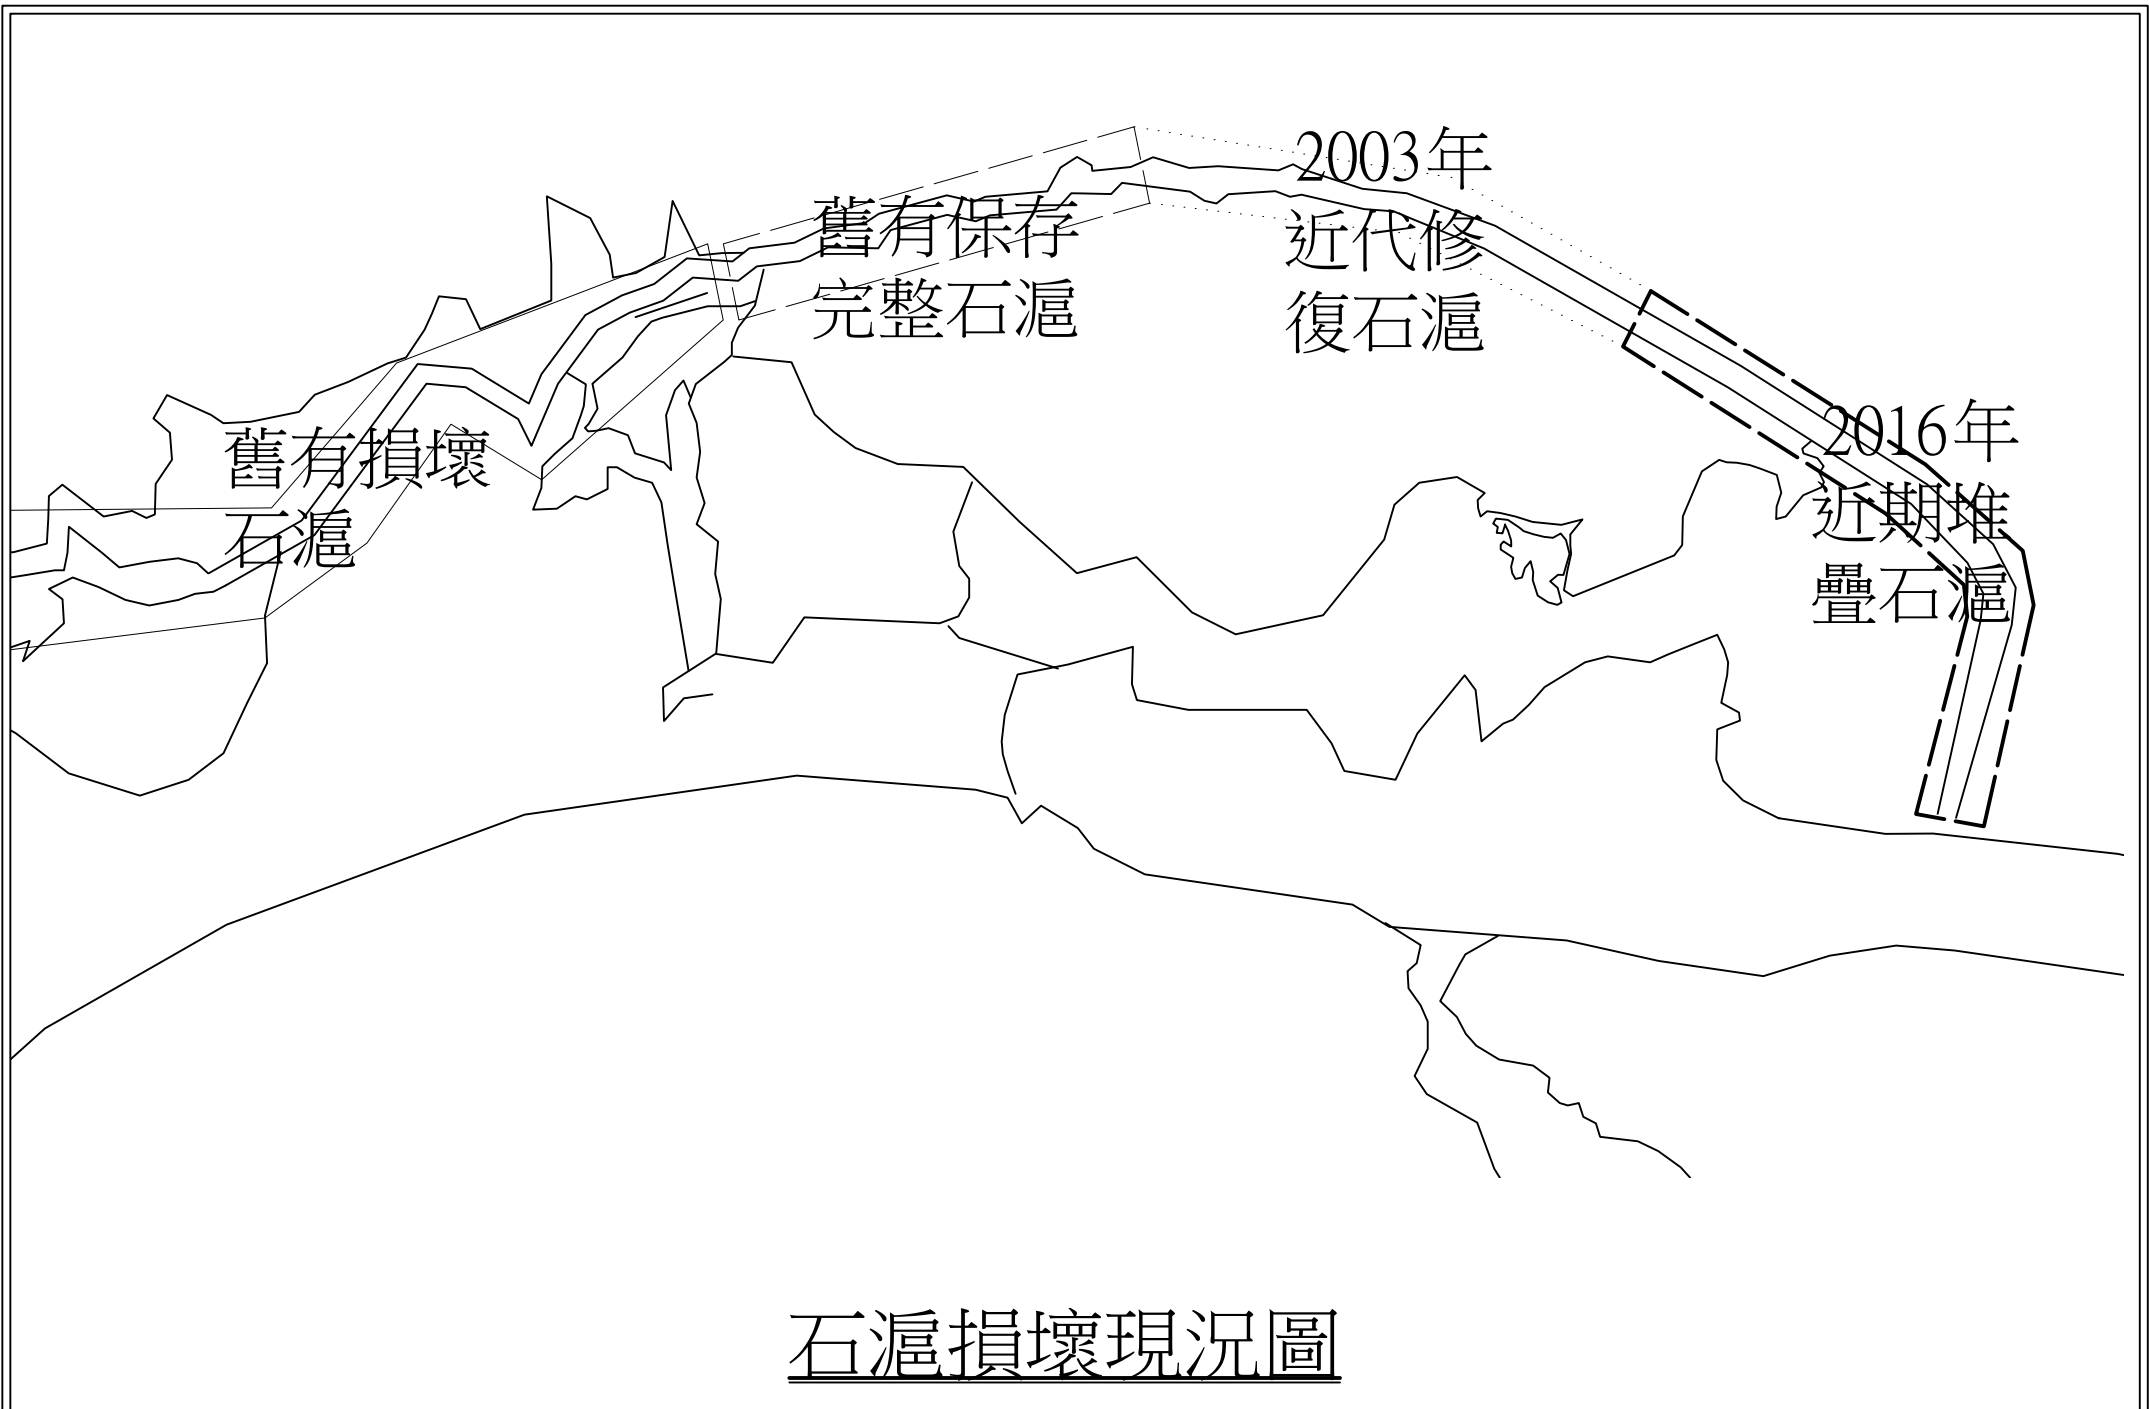 舊有損壞
石滬
舊有保存
完整石滬
2003年
近代修
復石滬
2016年
近期堆
疊石滬
石滬損壞現況圖